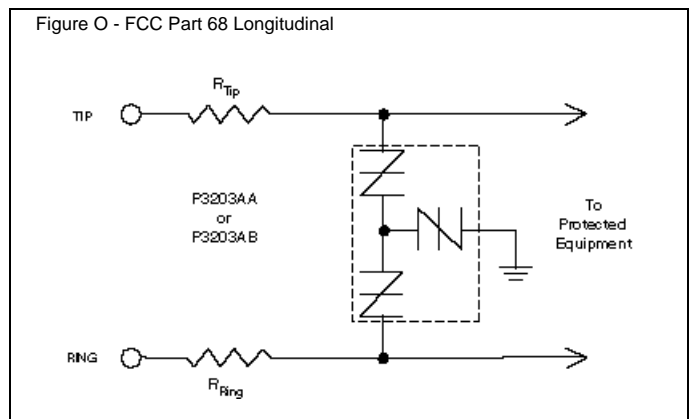 Figure O - FCC Part 68 Longitudinal
RTip
TIP
P3203AA
or
P3203AB
To
Protected
Equipment
RING
RRing